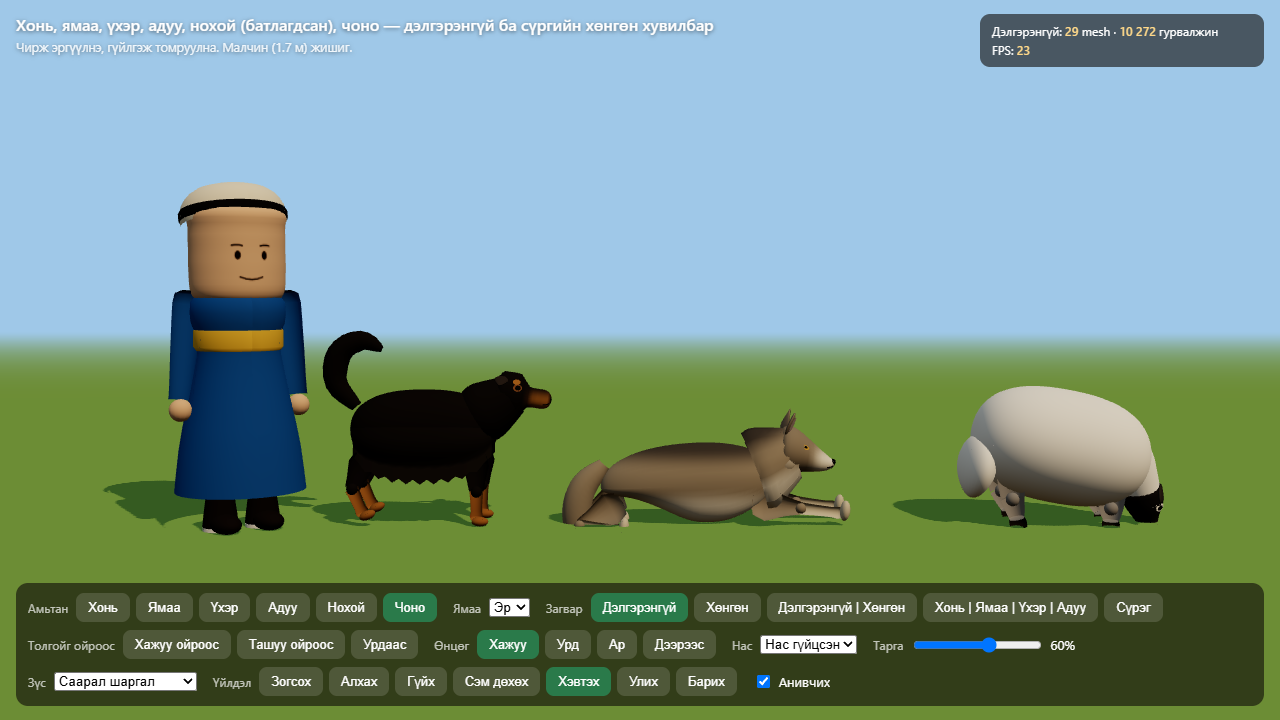 Хонь, ямаа, үхэр, адуу, нохой (батлагдсан), чоно — дэлгэрэнгүй ба сүргийн хөнгөн хувилбар
Чирж эргүүлнэ, гүйлгэж томруулна. Малчин (1.7 м) жишиг.
Дэлгэрэнгүй: 29 mesh · 10 272 гурвалжин
FPS: 23
Амьтан Хонь Ямаа Үхэр Адуу Нохой Чоно Ямаа Эр Загвар Дэлгэрэнгүй Хөнгөн Дэлгэрэнгүй | Хөнгөн Хонь | Ямаа | Үхэр | Адуу Сүрэг
Толгойг ойроос Хажуу ойроос Ташуу ойроос Урдаас Өнцөг Хажуу Урд Ар Дээрээс Нас Нас гүйцсэн Тарга 60%
Зүс Саарал шаргал Үйлдэл Зогсох Алхах Гүйх Сэм дөхөх Хэвтэх Улих Барих Анивчих